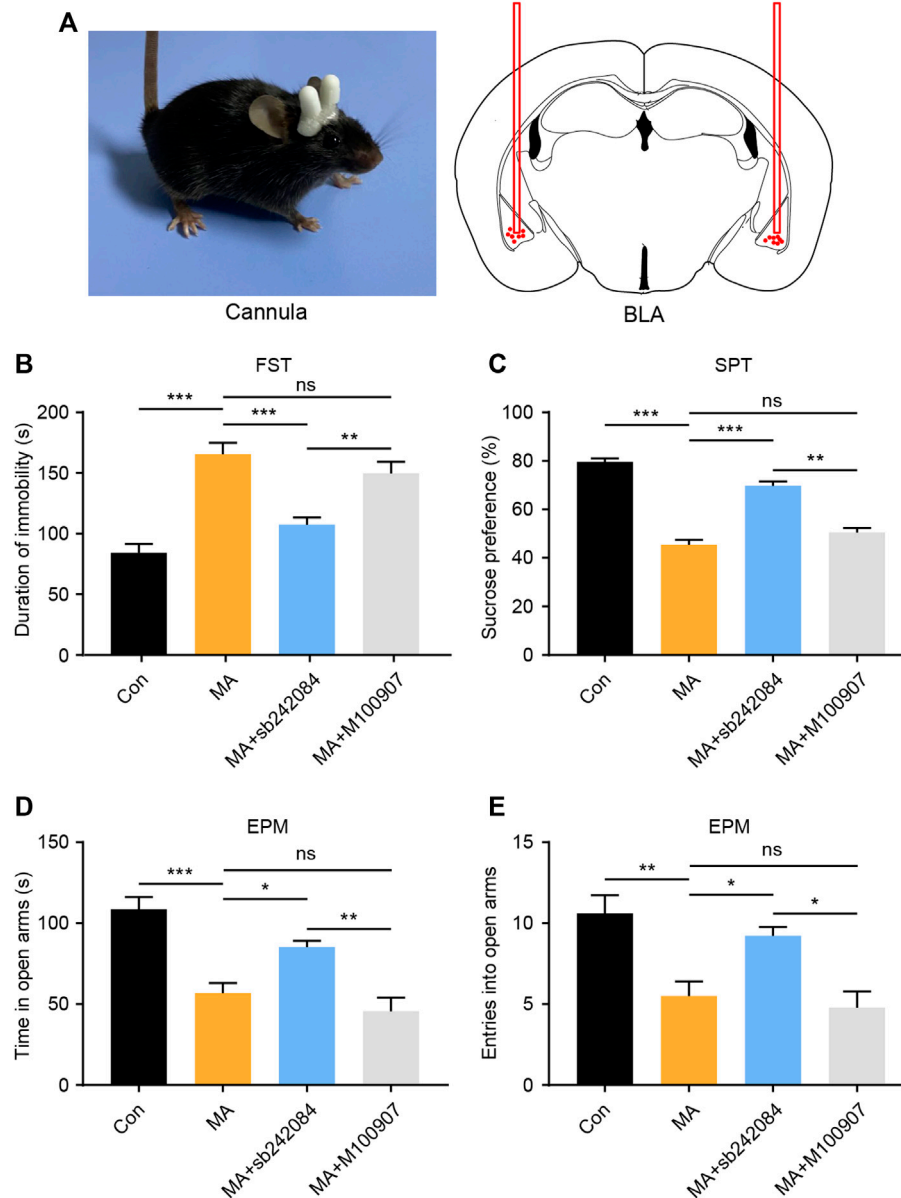 A
Cannula
BLA
B
FST
Duration of immobility (s)
200
150
100
50
0
***
ns
***
**
Con
MA
MA+sb242084
MA+M100907
C
SPT
Sucrose preference (%)
100
80
60
40
20
0
***
ns
***
**
Con
MA
MA+sb242084
MA+M100907
D
EPM
Time in open arms (s)
150
100
50
0
***
ns
*
**
Con
MA
MA+sb242084
MA+M100907
E
EPM
Entries into open arms
15
10
5
0
**
ns
*
*
Con
MA
MA+sb242084
MA+M100907